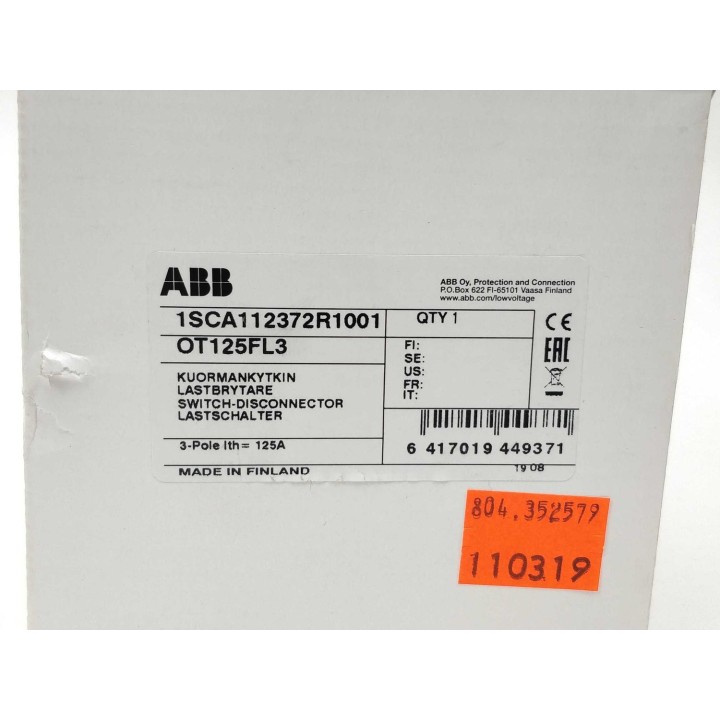 ABB
ABB Oy, Protection and Connection
P.O.Box 622 FI-65101 Vaasa Finland
www.abb.com/lowvoltage
1SCA112372R1001
QTY 1
CE
OT125FL3
FI:
SE:
US:
FR:
IT:
EAC
KUORMANKYTKIN
LASTBRYTARE
SWITCH-DISCONNECTOR
LASTSCHALTER
3-Pole Ith= 125A
6 417019 449371
MADE IN FINLAND
19 08
804.352579
110319